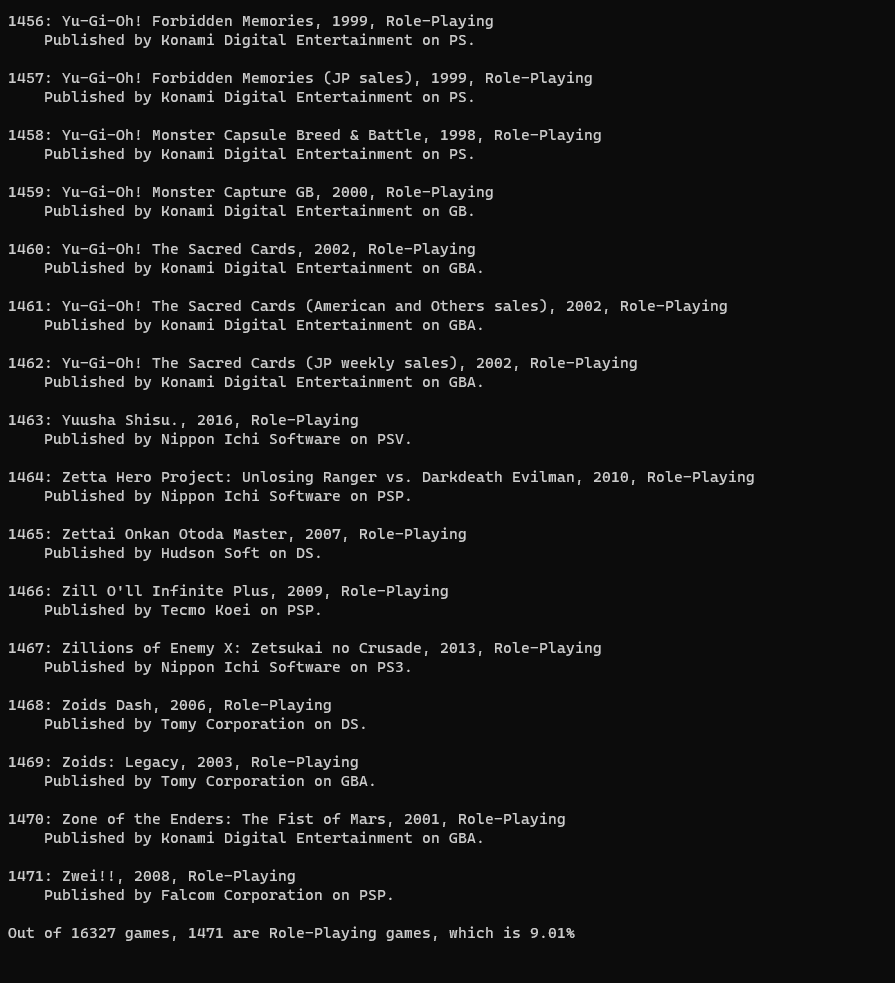 1456: Yu-Gi-Oh! Forbidden Memories, 1999, Role-Playing
    Published by Konami Digital Entertainment on PS.

1457: Yu-Gi-Oh! Forbidden Memories (JP sales), 1999, Role-Playing
    Published by Konami Digital Entertainment on PS.

1458: Yu-Gi-Oh! Monster Capsule Breed & Battle, 1998, Role-Playing
    Published by Konami Digital Entertainment on PS.

1459: Yu-Gi-Oh! Monster Capture GB, 2000, Role-Playing
    Published by Konami Digital Entertainment on GB.

1460: Yu-Gi-Oh! The Sacred Cards, 2002, Role-Playing
    Published by Konami Digital Entertainment on GBA.

1461: Yu-Gi-Oh! The Sacred Cards (American and Others sales), 2002, Role-Playing
    Published by Konami Digital Entertainment on GBA.

1462: Yu-Gi-Oh! The Sacred Cards (JP weekly sales), 2002, Role-Playing
    Published by Konami Digital Entertainment on GBA.

1463: Yuusha Shisu., 2016, Role-Playing
    Published by Nippon Ichi Software on PSV.

1464: Zetta Hero Project: Unlosing Ranger vs. Darkdeath Evilman, 2010, Role-Playing
    Published by Nippon Ichi Software on PSP.

1465: Zettai Onkan Otoda Master, 2007, Role-Playing
    Published by Hudson Soft on DS.

1466: Zill O'll Infinite Plus, 2009, Role-Playing
    Published by Tecmo Koei on PSP.

1467: Zillions of Enemy X: Zetsukai no Crusade, 2013, Role-Playing
    Published by Nippon Ichi Software on PS3.

1468: Zoids Dash, 2006, Role-Playing
    Published by Tomy Corporation on DS.

1469: Zoids: Legacy, 2003, Role-Playing
    Published by Tomy Corporation on GBA.

1470: Zone of the Enders: The Fist of Mars, 2001, Role-Playing
    Published by Konami Digital Entertainment on GBA.

1471: Zwei!!, 2008, Role-Playing
    Published by Falcom Corporation on PSP.

Out of 16327 games, 1471 are Role-Playing games, which is 9.01%